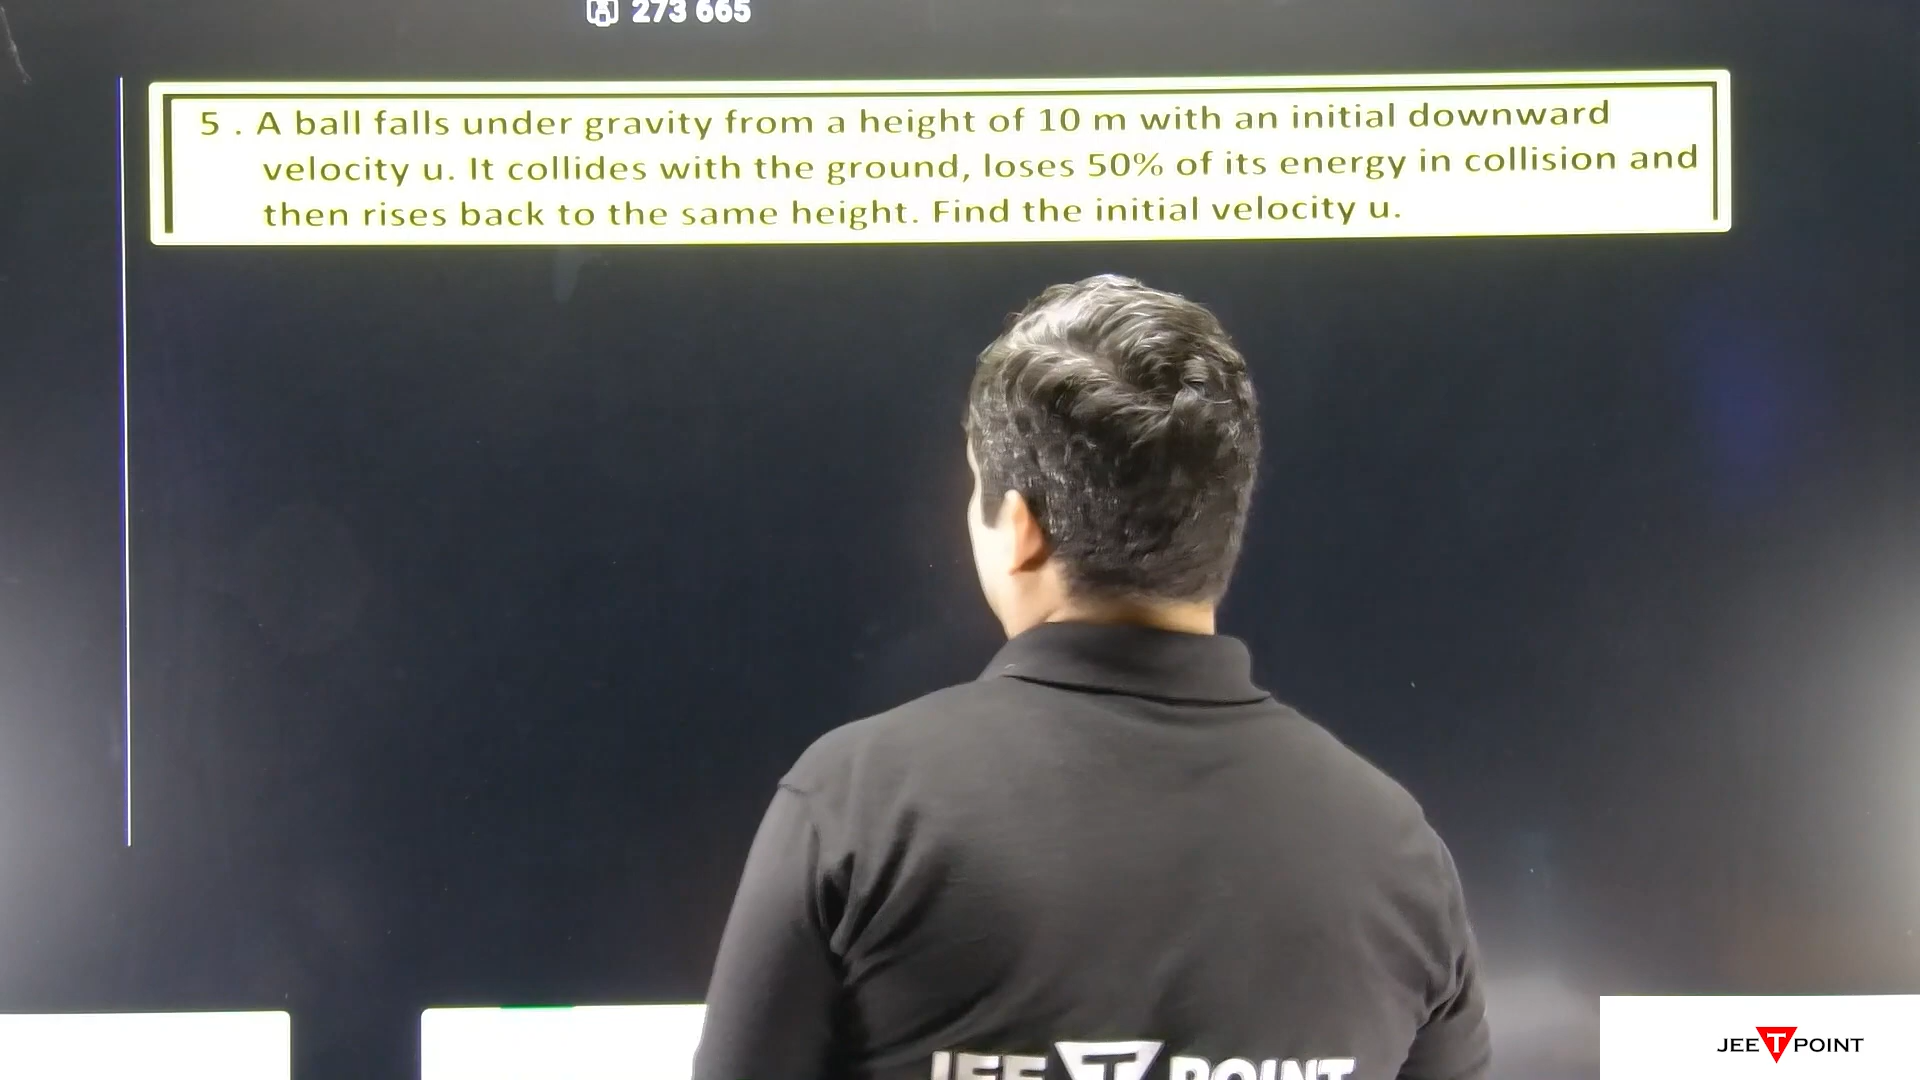 273 665
5 . A ball falls under gravity from a height of 10 m with an initial downward
velocity u. It collides with the ground, loses 50% of its energy in collision and
then rises back to the same height. Find the initial velocity u.
JEE T POINT
JEE T POINT